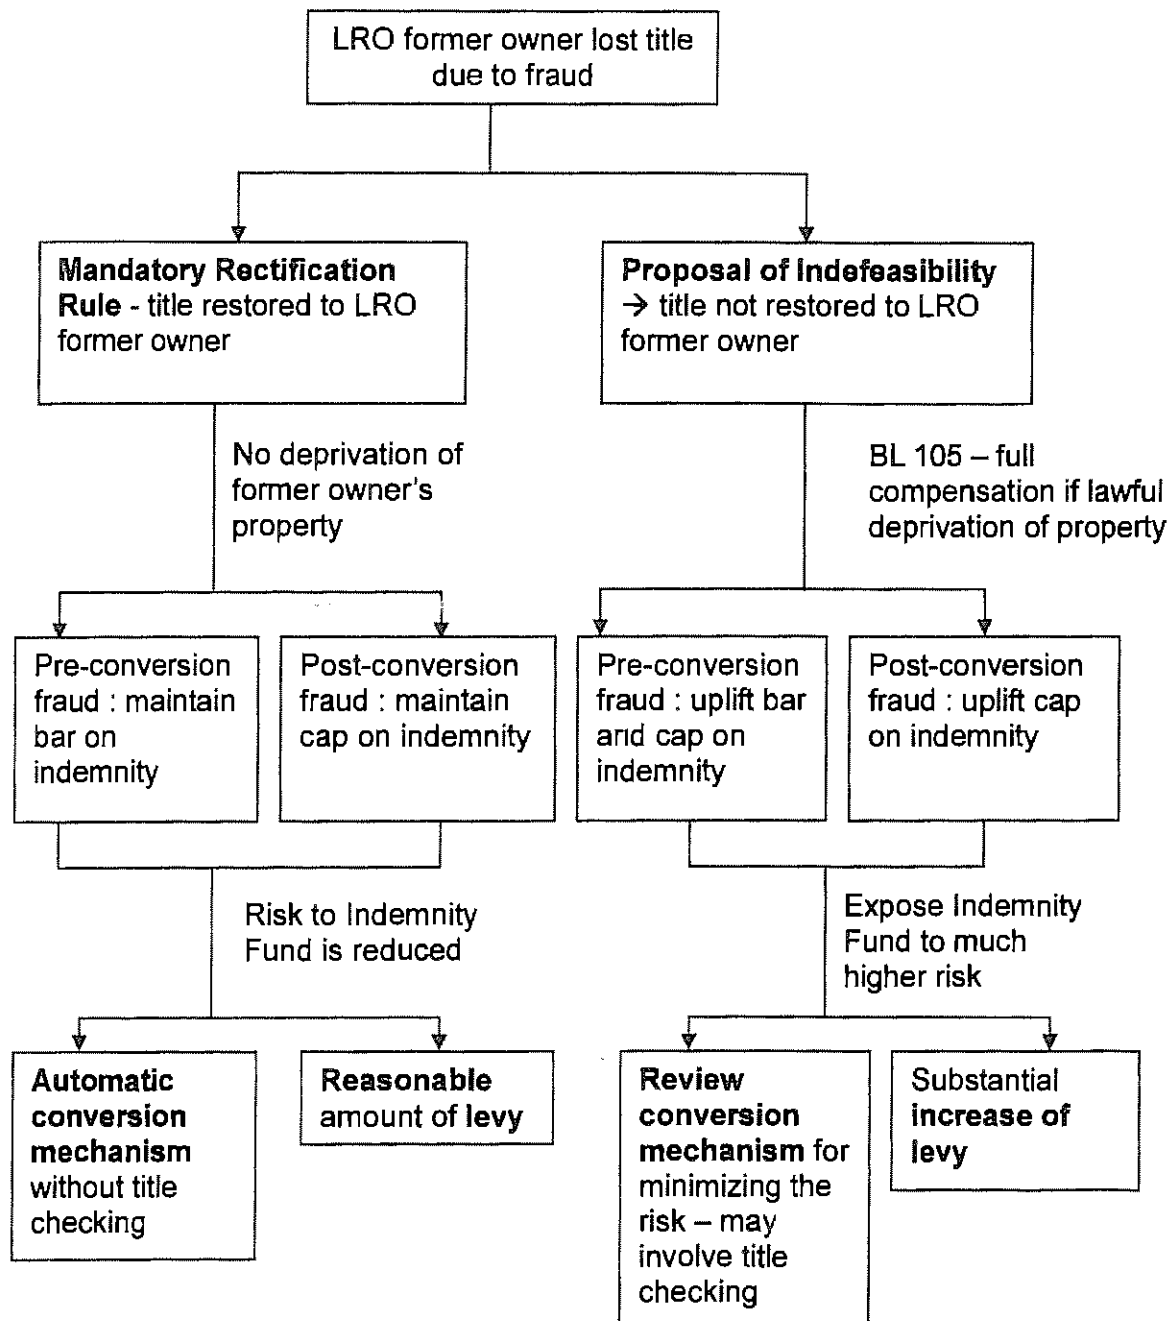 LRO former owner lost title
due to fraud
Mandatory Rectification
Rule - title restored to LRO
former owner
Proposal of Indefeasibility
→ title not restored to LRO
former owner
No deprivation of
former owner's
property
BL 105 – full
compensation if lawful
deprivation of property
Pre-conversion
fraud : maintain
bar on
indemnity
Post-conversion
fraud : maintain
cap on indemnity
Pre-conversion
fraud : uplift bar
and cap on
indemnity
Post-conversion
fraud : uplift cap
on indemnity
Risk to Indemnity
Fund is reduced
Expose Indemnity
Fund to much
higher risk
Automatic
conversion
mechanism
without title
checking
Reasonable
amount of levy
Review
conversion
mechanism for
minimizing the
risk – may
involve title
checking
Substantial
increase of
levy